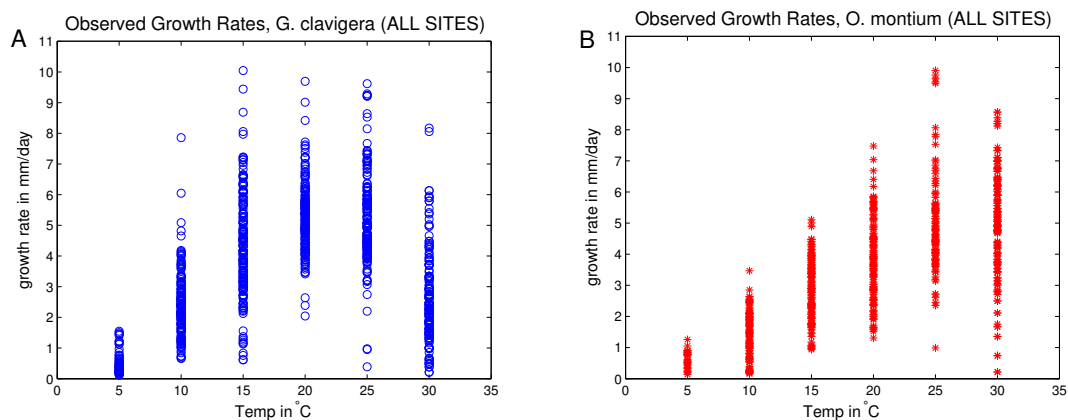 A
Observed Growth Rates, G. clavigera (ALL SITES)
growth rate in mm/day
11
10
9
8
7
6
5
4
3
2
1
0
0 5 10 15 20 25 30 35
Temp in °C
B
Observed Growth Rates, O. montium (ALL SITES)
growth rate in mm/day
11
10
9
8
7
6
5
4
3
2
1
0
0 5 10 15 20 25 30 35
Temp in °C